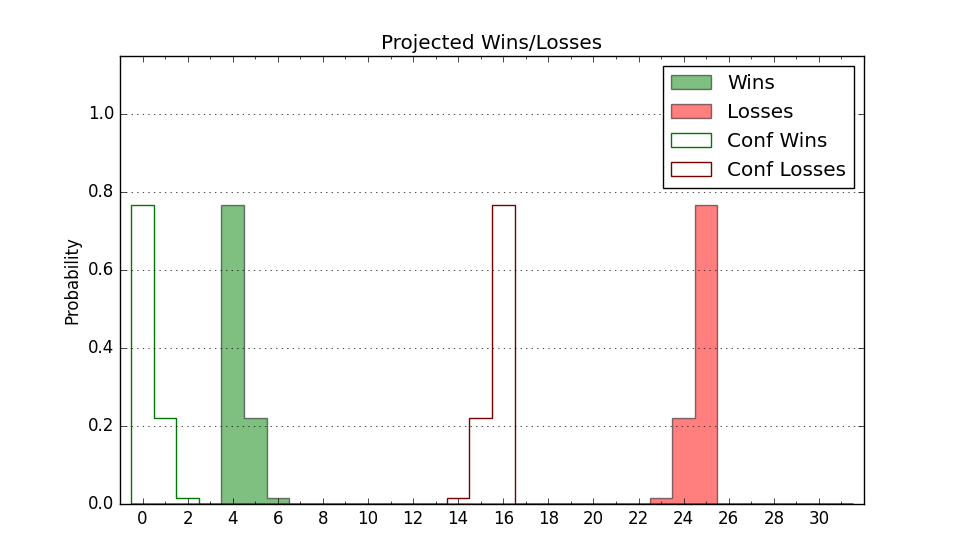 Projected Wins/Losses
Wins
Losses
Conf Wins
Conf Losses
Probability
1.0
0.8
0.6
0.4
0.2
0.0
0 2 4 6 8 10 12 14 16 18 20 22 24 26 28 30